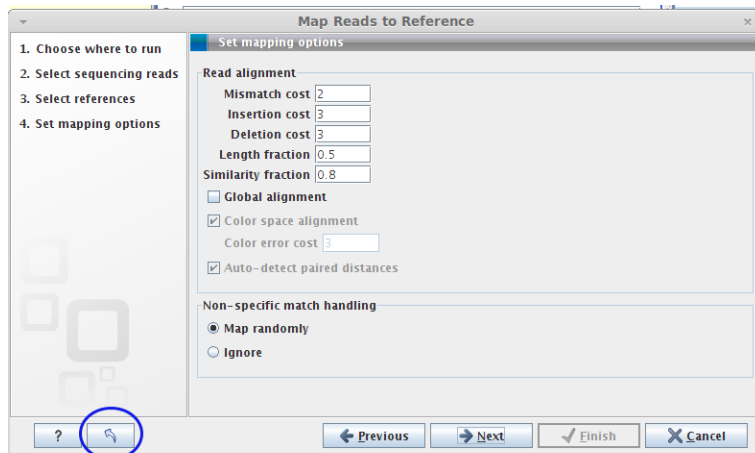 Map Reads to Reference
1. Choose where to run
2. Select sequencing reads
3. Select references
4. Set mapping options
Set mapping options
Read alignment
Mismatch cost 2
Insertion cost 3
Deletion cost 3
Length fraction 0.5
Similarity fraction 0.8
Global alignment
Color space alignment
Color error cost 3
Auto-detect paired distances
Non-specific match handling
Map randomly
Ignore
? Previous Next Finish Cancel